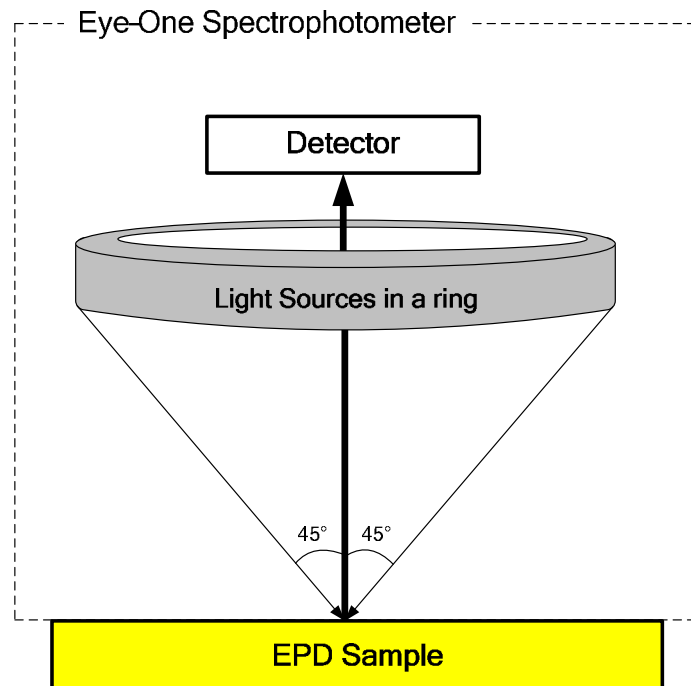 Eye-One Spectrophotometer
Detector
Light Sources in a ring
45° 45°
EPD Sample